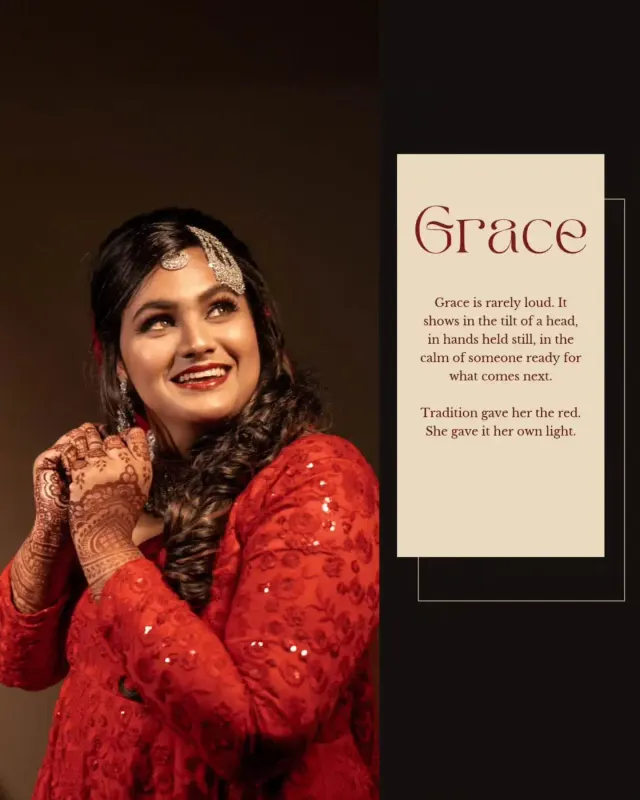 Grace
Grace is rarely loud. It
shows in the tilt of a head,
in hands held still, in the
calm of someone ready for
what comes next.
Tradition gave her the red.
She gave it her own light.